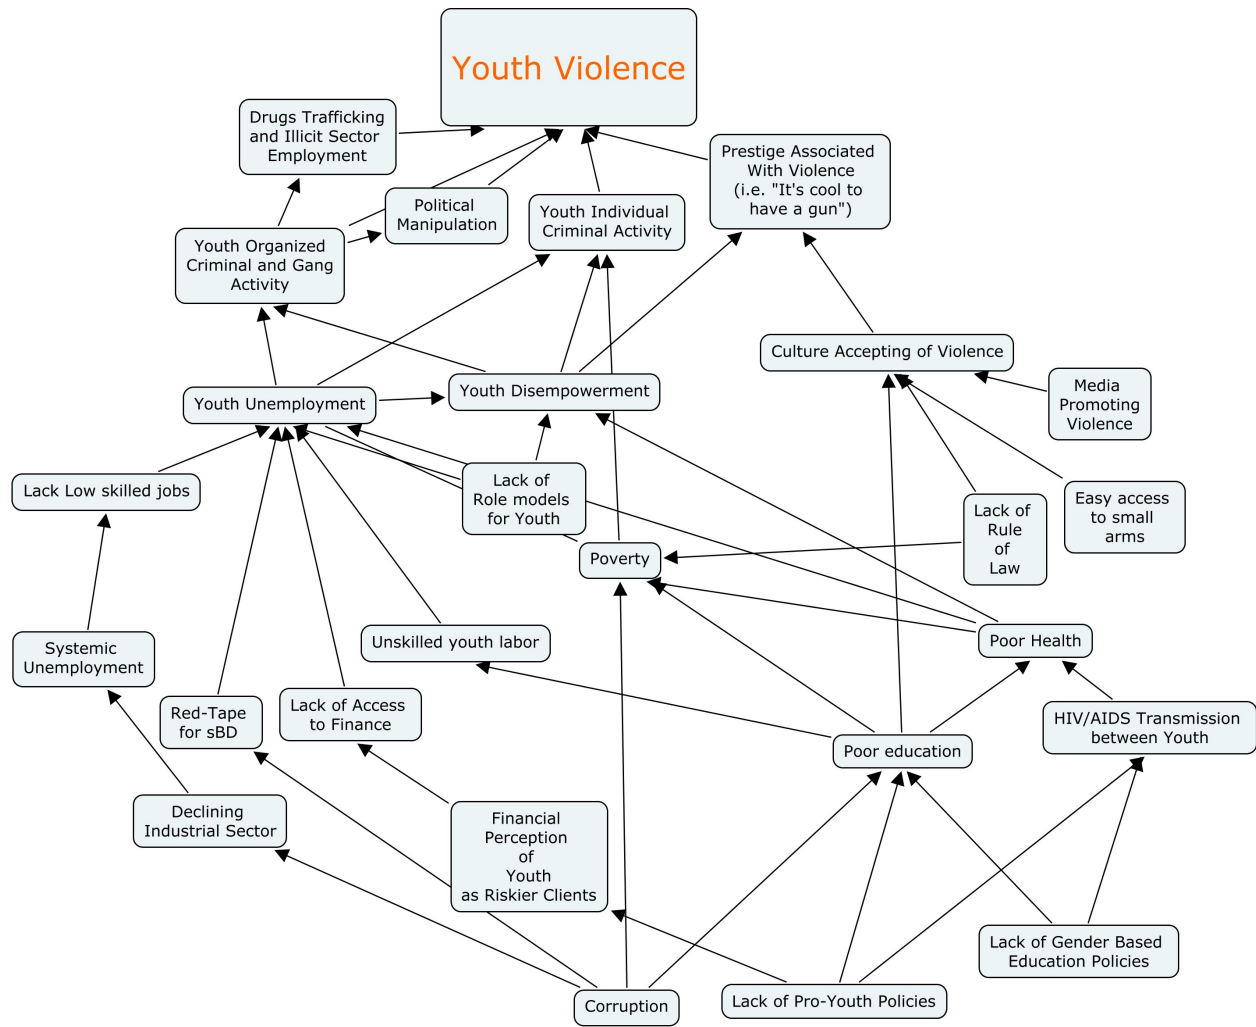 Youth Violence
Drugs Trafficking
and Illicit Sector
Employment
Prestige Associated
With Violence
(i.e. "It's cool to
have a gun")
Political
Manipulation
Youth Individual
Criminal Activity
Youth Organized
Criminal and Gang
Activity
Culture Accepting of Violence
Media
Promoting
Violence
Youth Unemployment
Youth Disempowerment
Lack Low skilled jobs
Lack of
Role models
for Youth
Lack of
Rule
of
Law
Easy access
to small
arms
Poverty
Systemic
Unemployment
Unskilled youth labor
Poor Health
Red-Tape
for sBD
Lack of Access
to Finance
Poor education
HIV/AIDS Transmission
between Youth
Declining
Industrial Sector
Financial
Perception
of
Youth
as Riskier Clients
Lack of Gender Based
Education Policies
Corruption
Lack of Pro-Youth Policies